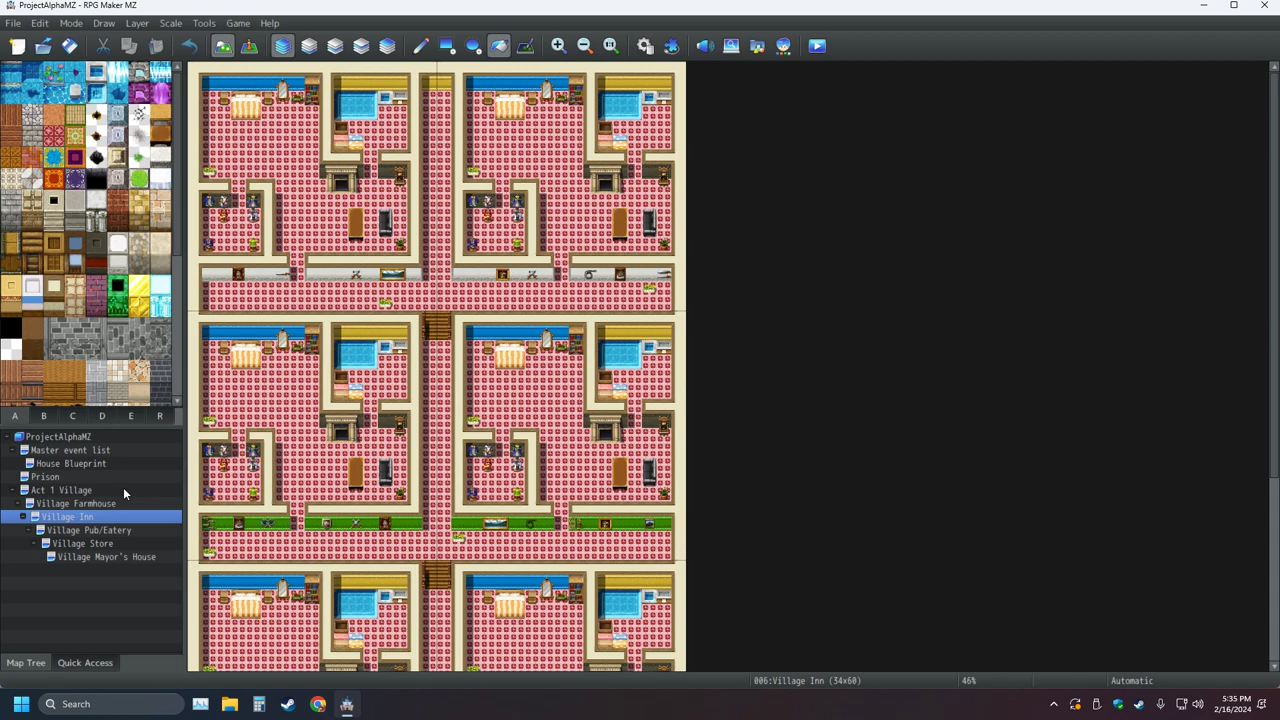 ProjectAlphaMZ - RPG Maker MZ
File Edit Mode Draw Layer Scale Tools Game Help
A B C D E R
ProjectAlphaMZ
Master event list
House Blueprint
Prison
Act 1 Village
Village Farmhouse
Village Inn
Village Pub/Eatery
Village Store
Village Mayor's House
Map Tree Quick Access
006:Village Inn (34x60) 46% Automatic
Search
5:35 PM
2/16/2024